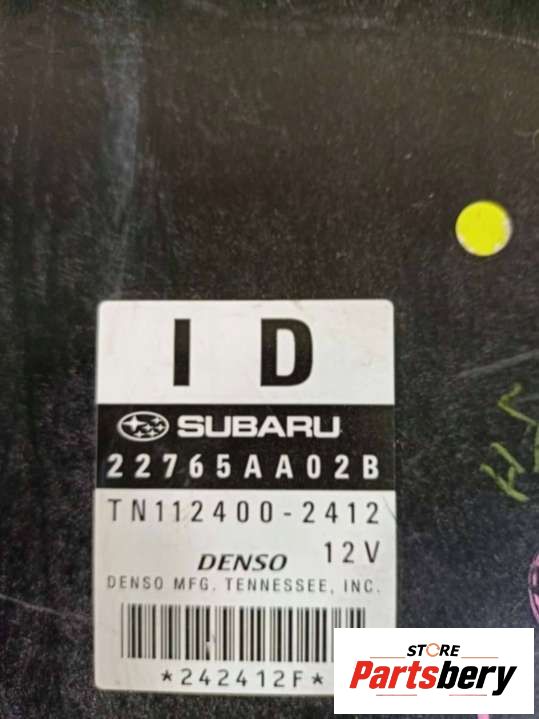 I D
SUBARU
22765AA02B
TN112400-2412
DENSO 12V
DENSO MFG. TENNESSEE, INC.
*242412F*
STORE
Partsbery